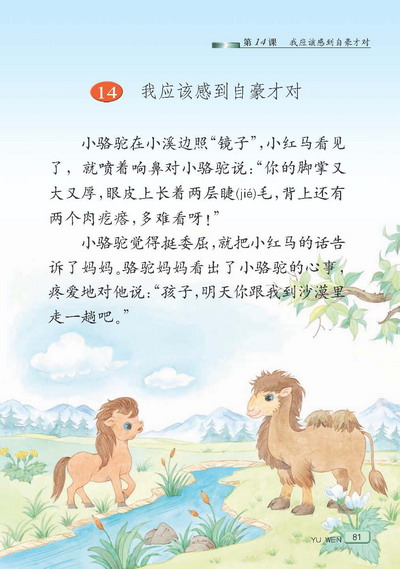 第14课 我应该感到自豪才对
14 我应该感到自豪才对
小骆驼在小溪边照“镜子”，小红马看见
了，就喷着响鼻对小骆驼说：“你的脚掌又
大又厚，眼皮上长着两层睫(jié)毛，背上还有
两个肉疙瘩，多难看呀！”
小骆驼觉得挺委屈，就把小红马的话告
诉了妈妈。骆驼妈妈看出了小骆驼的心事，
疼爱地对他说：“孩子，明天你跟我到沙漠里
走一趟吧。”
YU WEN 81